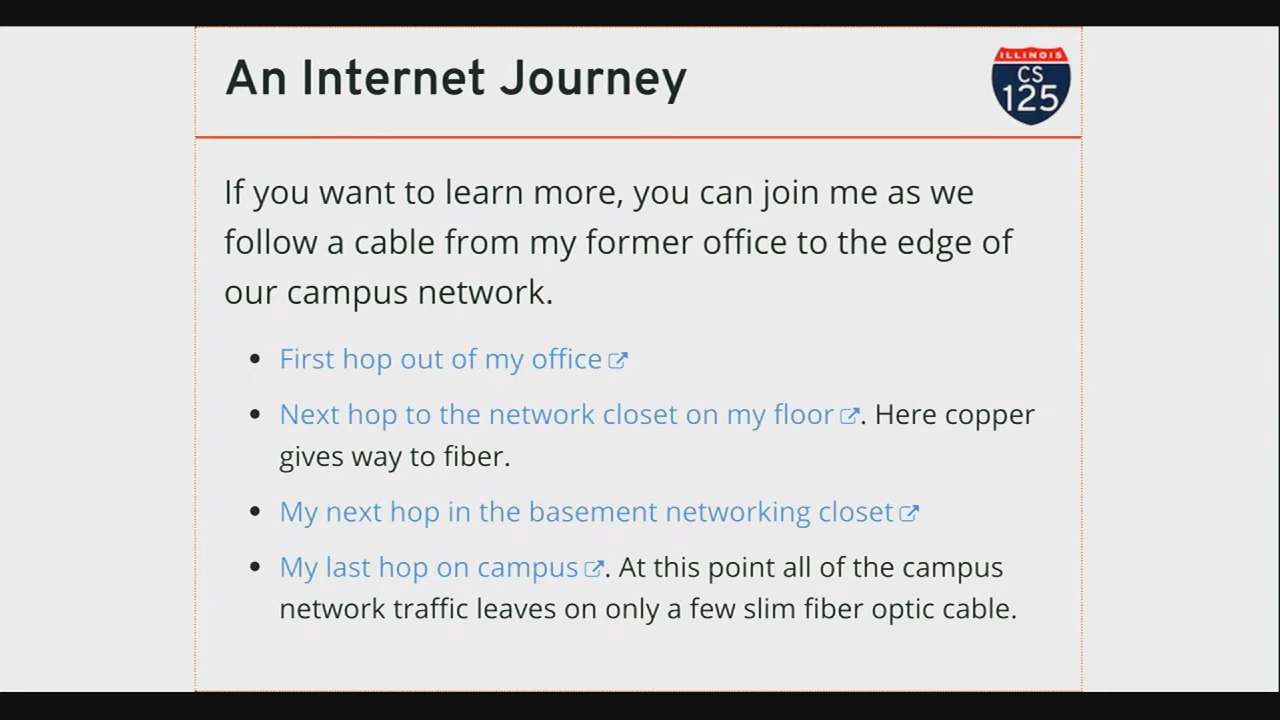 An Internet Journey
ILLINOIS
CS
125
If you want to learn more, you can join me as we
follow a cable from my former office to the edge of
our campus network.
• First hop out of my office
• Next hop to the network closet on my floor. Here copper
gives way to fiber.
• My next hop in the basement networking closet
• My last hop on campus. At this point all of the campus
network traffic leaves on only a few slim fiber optic cable.